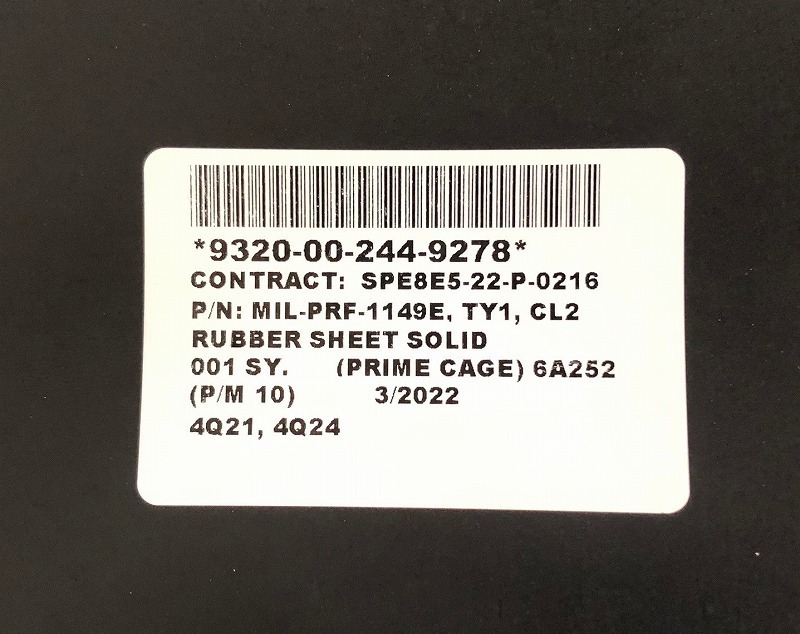 *9320-00-244-9278*
CONTRACT: SPE8E5-22-P-0216
P/N: MIL-PRF-1149E, TY1, CL2
RUBBER SHEET SOLID
001 SY. (PRIME CAGE) 6A252
(P/M 10) 3/2022
4Q21, 4Q24